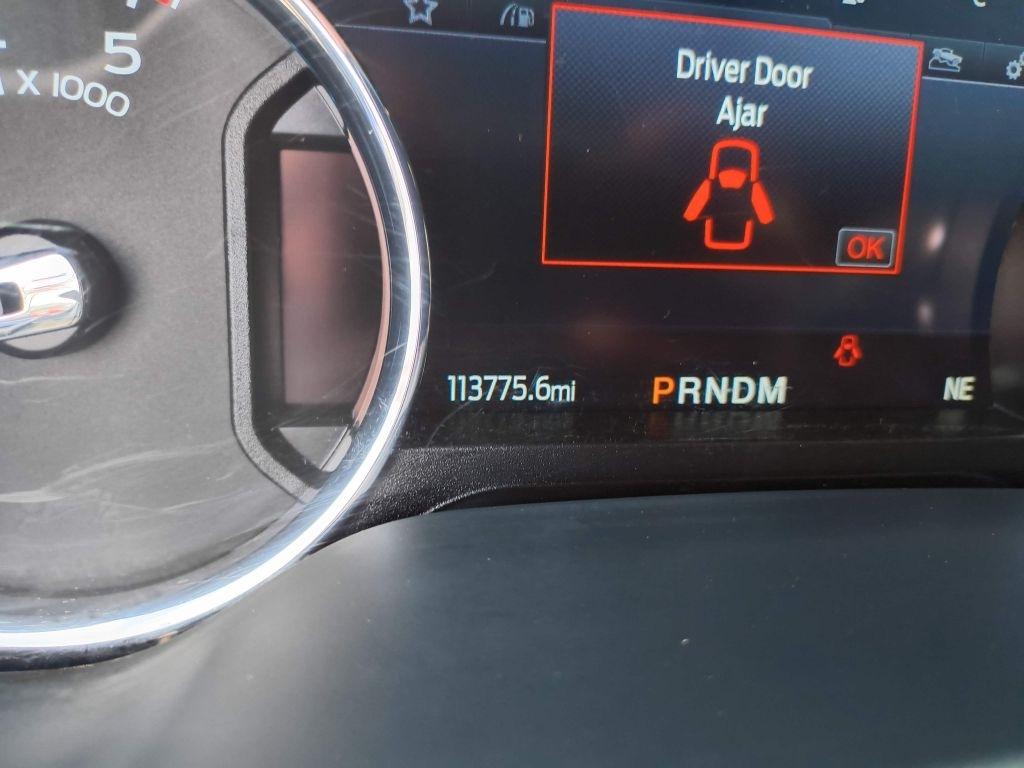 5
X 1000
Driver Door
Ajar
OK
113775.6mi
PRNDM
NE